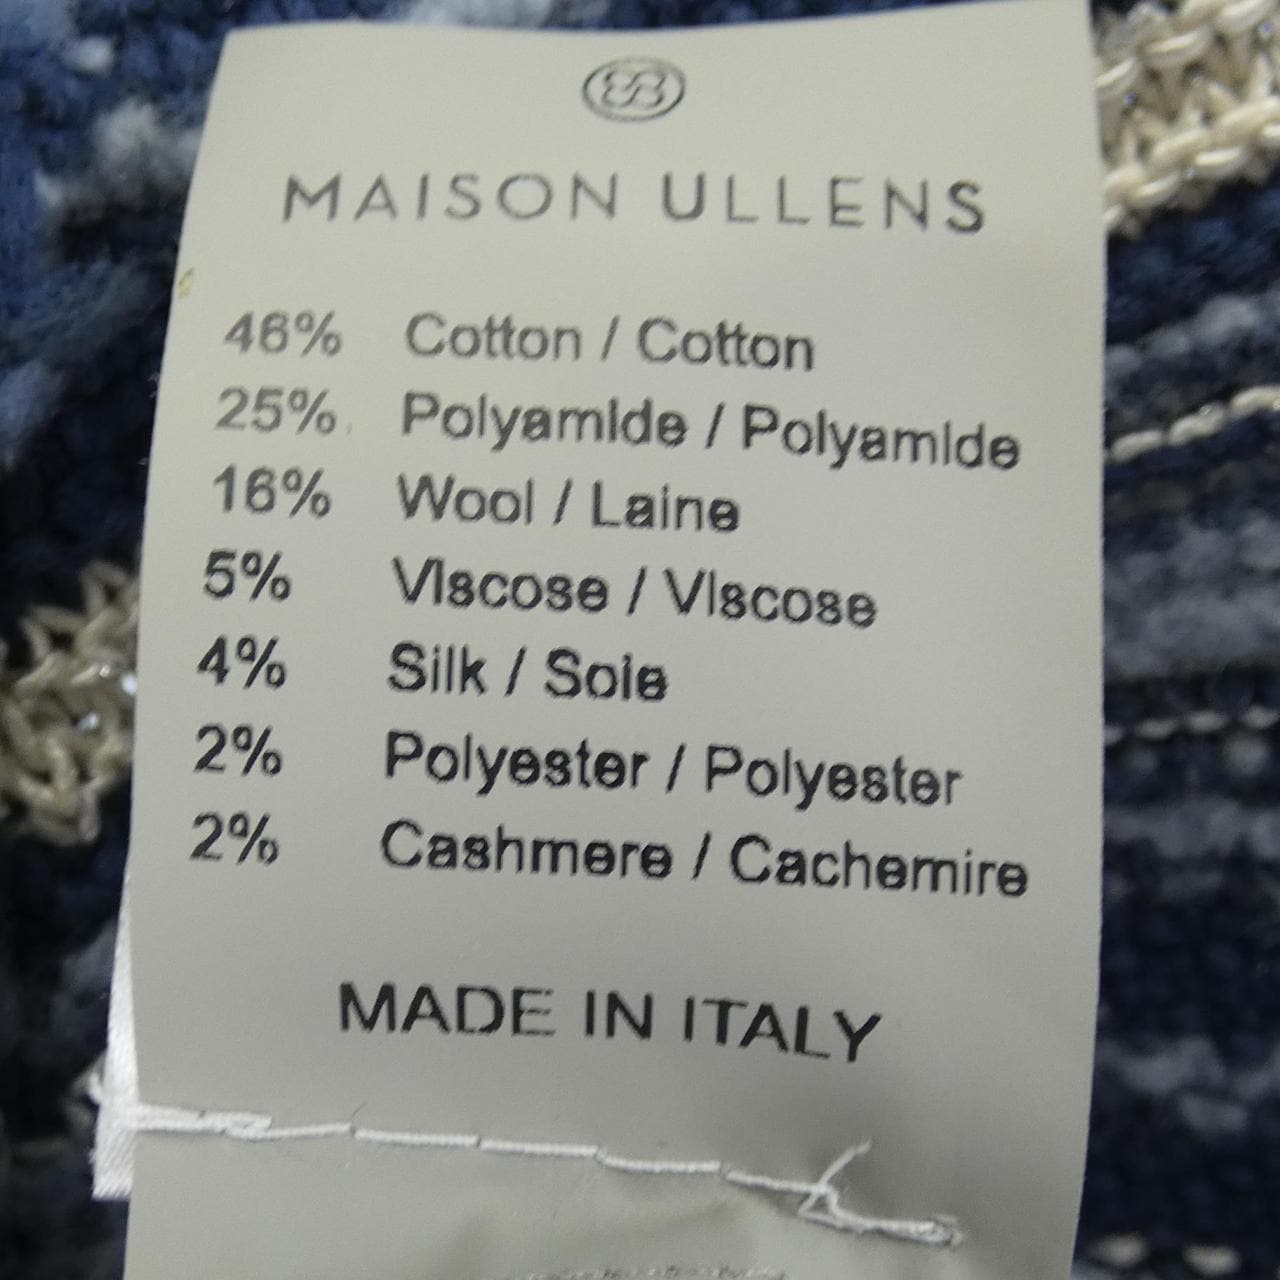 MAISON ULLENS
46% Cotton / Cotton
25% Polyamide / Polyamide
16% Wool / Laine
5% Viscose / Viscose
4% Silk / Soie
2% Polyester / Polyester
2% Cashmere / Cachemire
MADE IN ITALY